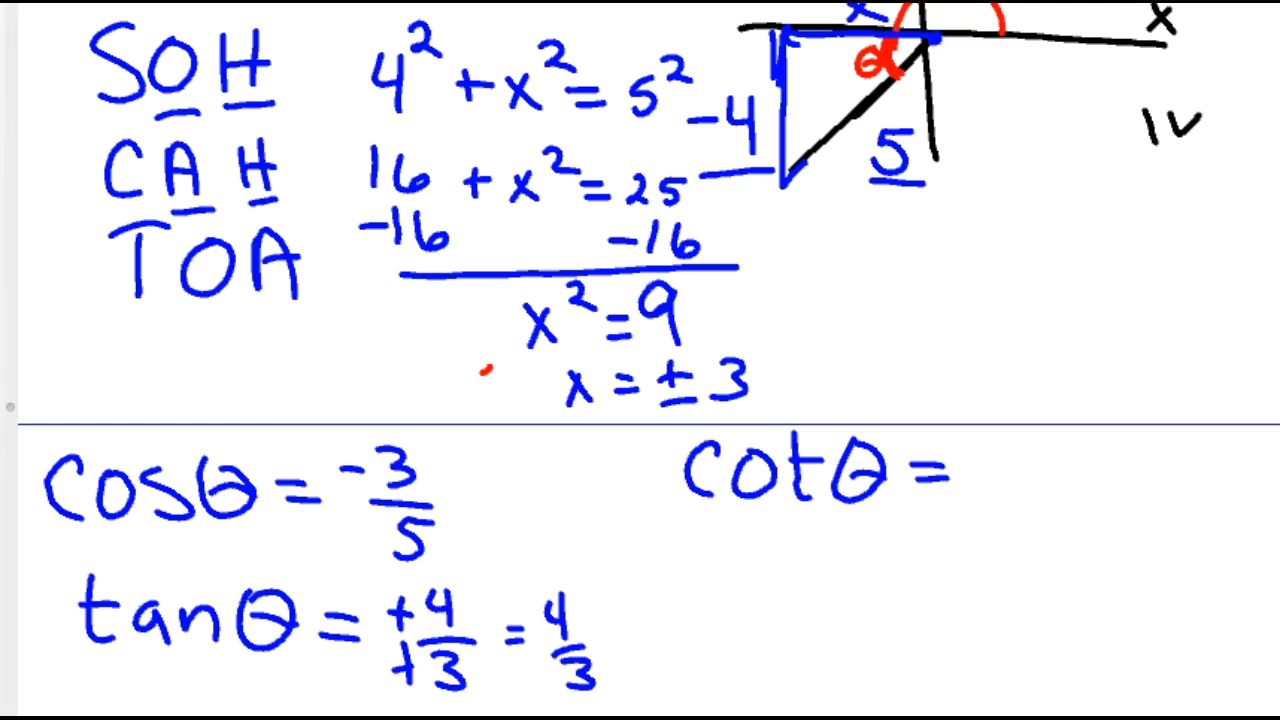 SOH
CAH
TOA
4² + x² = 5²
16 + x² = 25
-16 -16
x² = 9
x = ± 3
x
x
-4
θ
5
IV
cosθ = -3/5
tanθ = +4/+3 = 4/3
cotθ =